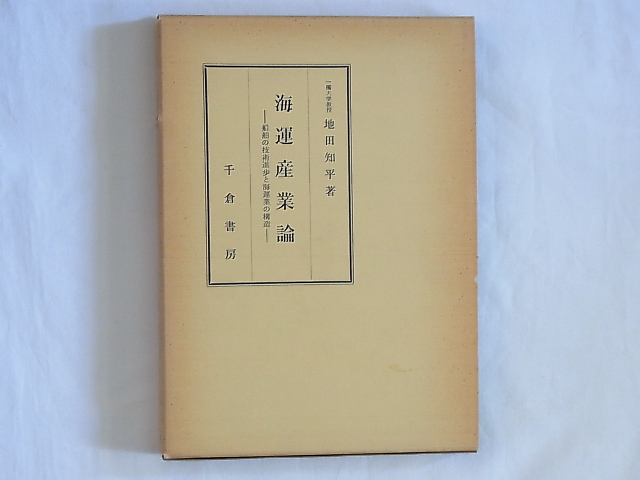 一橋大学教授 地田知平著
海運産業論
——船舶の技術進歩と海運業の構造——
千倉書房